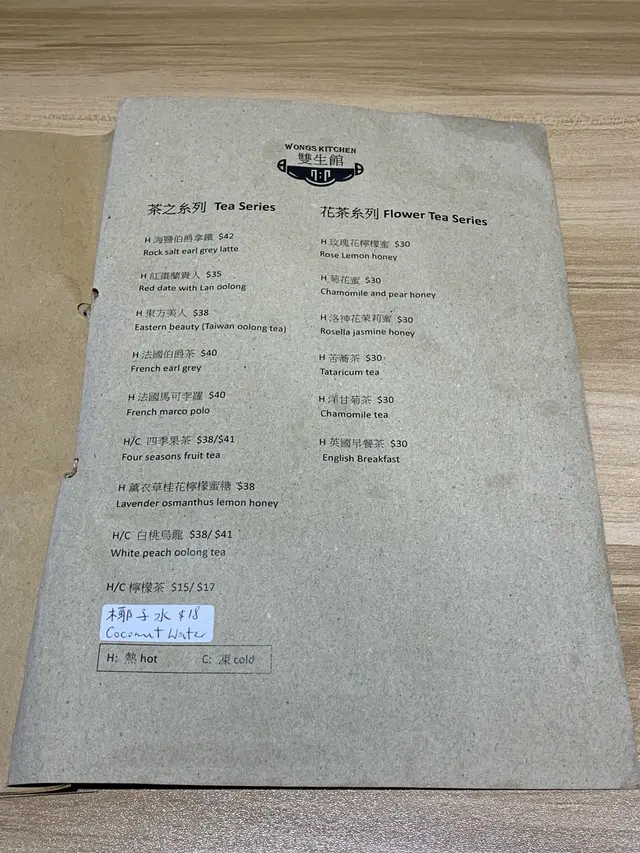 WONGS KITCHEN
雙生館
茶之系列 Tea Series
H 海鹽伯爵拿鐵 $42
Rock salt earl grey latte
H 紅棗蘭貴人 $35
Red date with Lan oolong
H 東方美人 $38
Eastern beauty (Taiwan oolong tea)
H 法國伯爵茶 $40
French earl grey
H 法國馬可孛羅 $40
French marco polo
H/C 四季果茶 $38/$41
Four seasons fruit tea
H 薰衣草桂花檸檬蜜糖 $38
Lavender osmanthus lemon honey
H/C 白桃烏龍 $38/ $41
White peach oolong tea
H/C 檸檬茶 $15/ $17
椰子水 $18
Coconut Water
H: 熱 hot C: 凍 cold
花茶系列 Flower Tea Series
H 玫瑰花檸檬蜜 $30
Rose Lemon honey
H 菊花蜜 $30
Chamomile and pear honey
H 洛神花茉莉蜜 $30
Rosella jasmine honey
H 苦蕎茶 $30
Tataricum tea
H 洋甘菊茶 $30
Chamomile tea
H 英國早餐茶 $30
English Breakfast